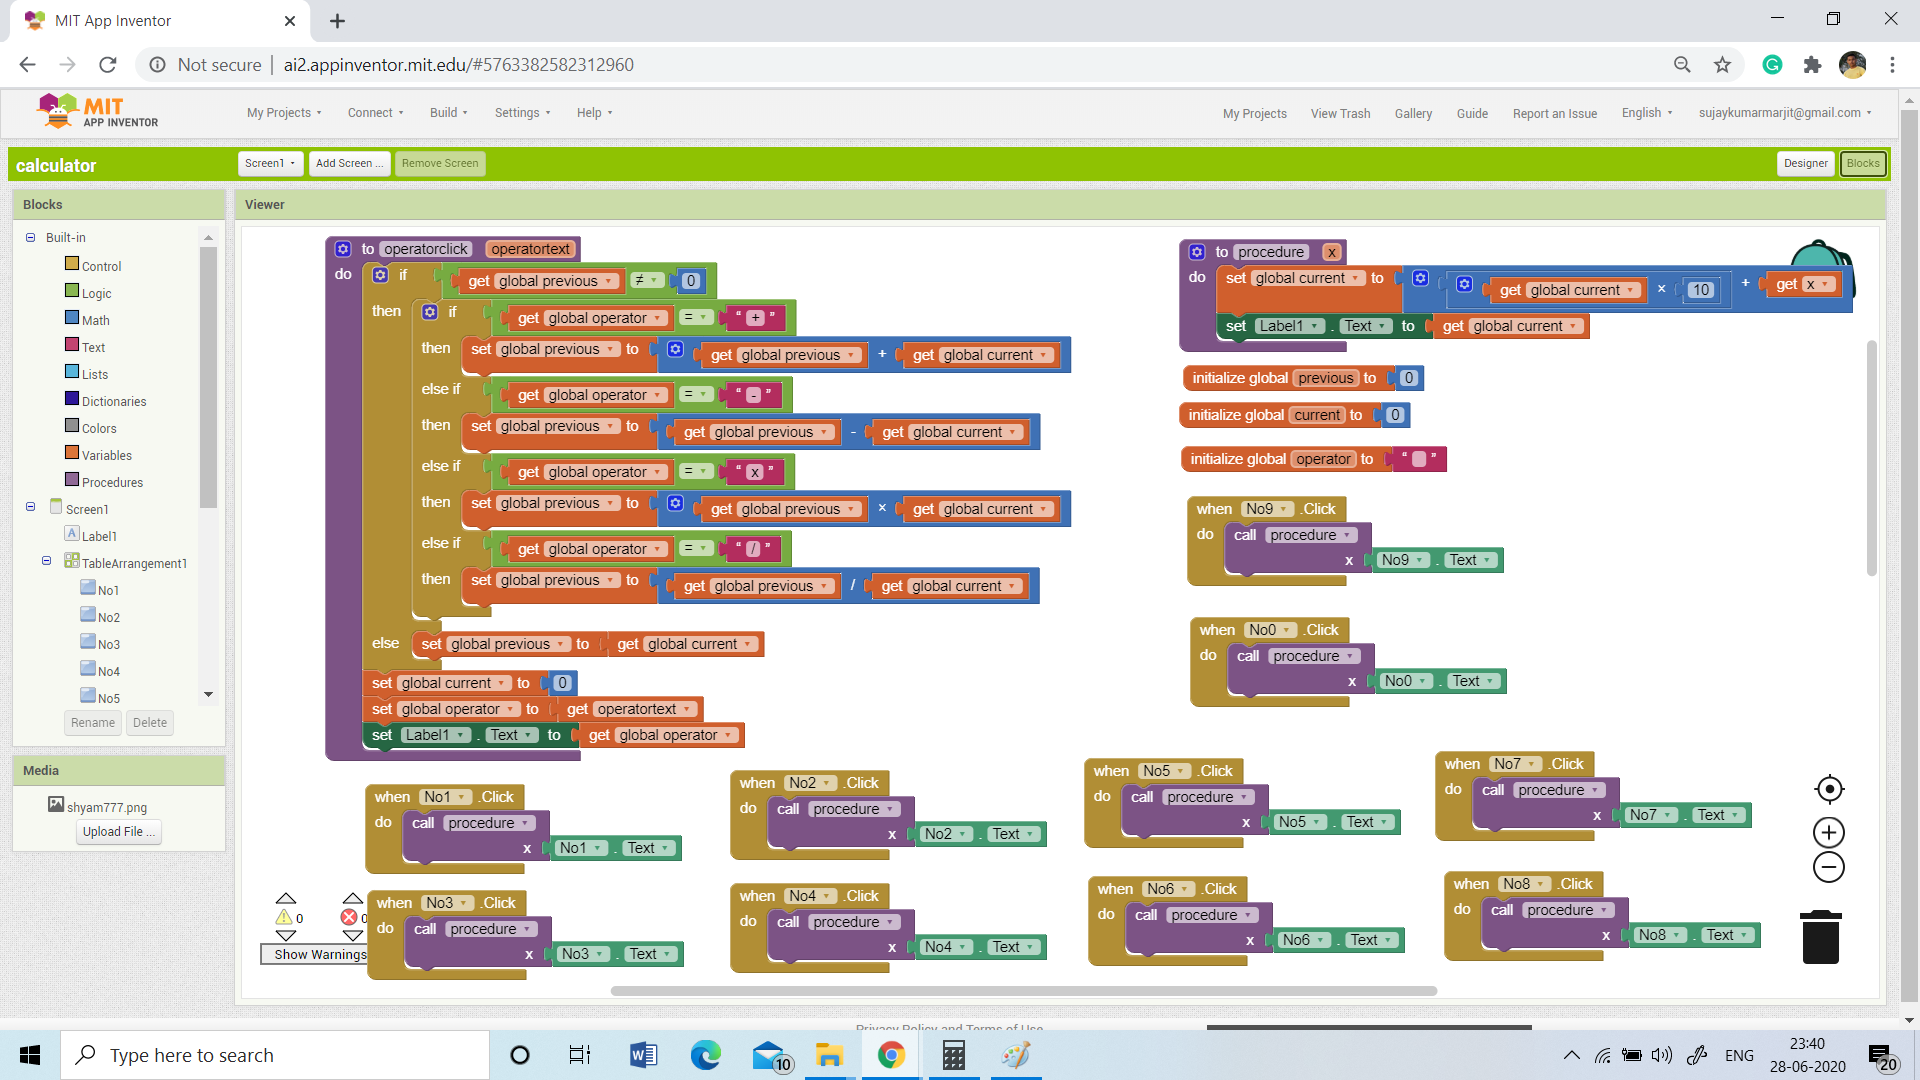 MIT App Inventor
Not secure | ai2.appinventor.mit.edu/#5763382582312960
MIT APP INVENTOR
My Projects Connect Build Settings Help My Projects View Trash Gallery Guide Report an Issue English sujaykumarmarjit@gmail.com
calculator Screen1 Add Screen ... Remove Screen Designer Blocks
Blocks
Built-in
Control
Logic
Math
Text
Lists
Dictionaries
Colors
Variables
Procedures
Screen1
A Label1
TableArrangement1
No1
No2
No3
No4
No5
Rename Delete
Media
shyam777.png
Upload File ...
Viewer
to operatorclick operatortext
do if get global previous ≠ 0
then if get global operator = " + "
then set global previous to get global previous + get global current
else if get global operator = " - "
then set global previous to get global previous - get global current
else if get global operator = " x "
then set global previous to get global previous × get global current
else if get global operator = " / "
then set global previous to get global previous / get global current
else set global previous to get global current
set global current to 0
set global operator to get operatortext
set Label1 . Text to get global operator
to procedure x
do set global current to get global current × 10 + get x
set Label1 . Text to get global current
initialize global previous to 0
initialize global current to 0
initialize global operator to " "
when No9 .Click
do call procedure
x No9 . Text
when No0 .Click
do call procedure
x No0 . Text
when No1 .Click
do call procedure
x No1 . Text
when No2 .Click
do call procedure
x No2 . Text
when No5 .Click
do call procedure
x No5 . Text
when No7 .Click
do call procedure
x No7 . Text
when No3 .Click
do call procedure
x No3 . Text
when No4 .Click
do call procedure
x No4 . Text
when No6 .Click
do call procedure
x No6 . Text
when No8 .Click
do call procedure
x No8 . Text
0 0
Show Warnings
Privacy Policy and Terms of Use
Type here to search
10
ENG
23:40
28-06-2020
20